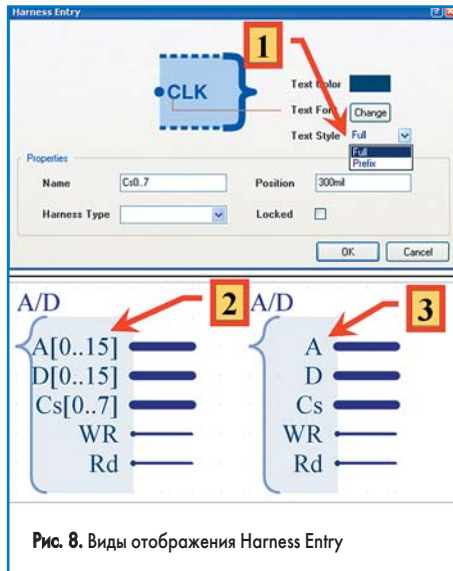 Harness Entry
1
CLK
Text Color
Text Font Change
Text Style Full
Full
Prefix
Properties
Name Cs0..7 Position 300mil
Harness Type Locked
OK Cancel
A/D 2 A/D 3
A[0..15] A
D[0..15] D
Cs[0..7] Cs
WR WR
Rd Rd
Рис. 8. Виды отображения Harness Entry